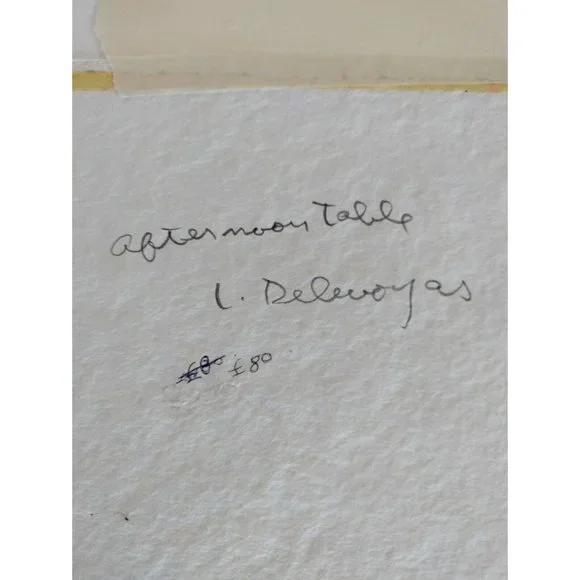 afternoon Table
L. Delevoyas
£80